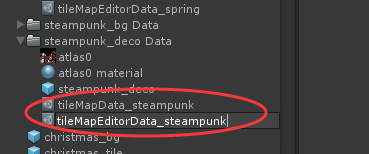 tileMapEditorData_spring
steampunk_bg Data
steampunk_deco Data
atlas0
atlas0 material
steampunk_deco
tileMapData_steampunk
tileMapEditorData_steampunk
christmas_bg
christmas_tile